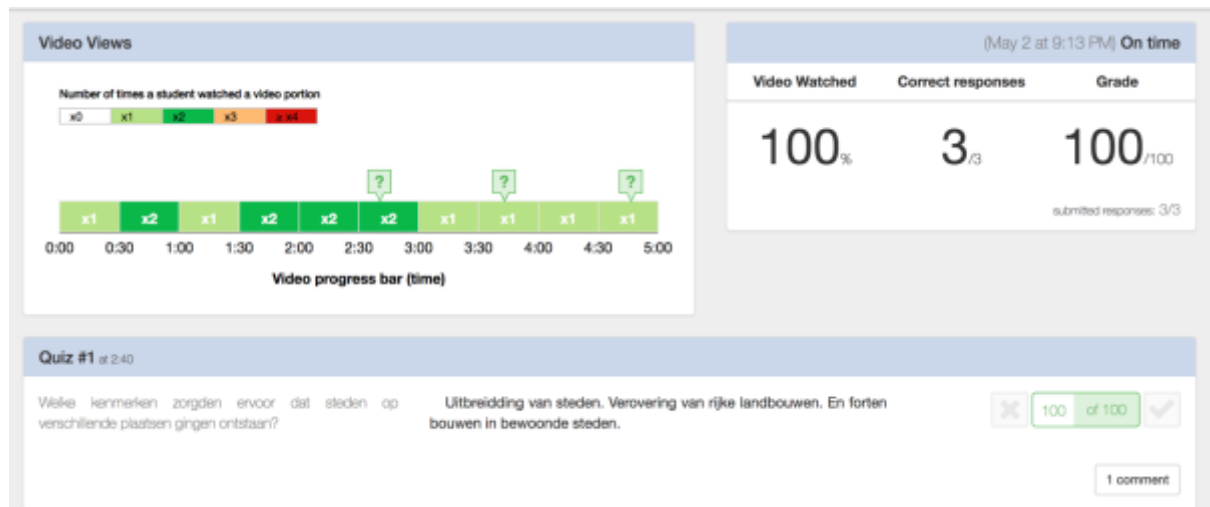 Video Views
(May 2 at 9:13 PM) On time
Number of times a student watched a video portion
x0 x1 x2 x3 ≥ x4
Video Watched Correct responses Grade
100% 3/3 100/100
submitted responses: 3/3
? ? ?
x1 x2 x1 x2 x2 x2 x1 x1 x1 x1
0:00 0:30 1:00 1:30 2:00 2:30 3:00 3:30 4:00 4:30 5:00
Video progress bar (time)
Quiz #1 at 2:40
Welke kenmerken zorgden ervoor dat steden op
verschillende plaatsen gingen ontstaan?
Uitbreidding van steden. Verovering van rijke landbouwen. En forten
bouwen in bewoonde steden.
100 of 100
1 comment